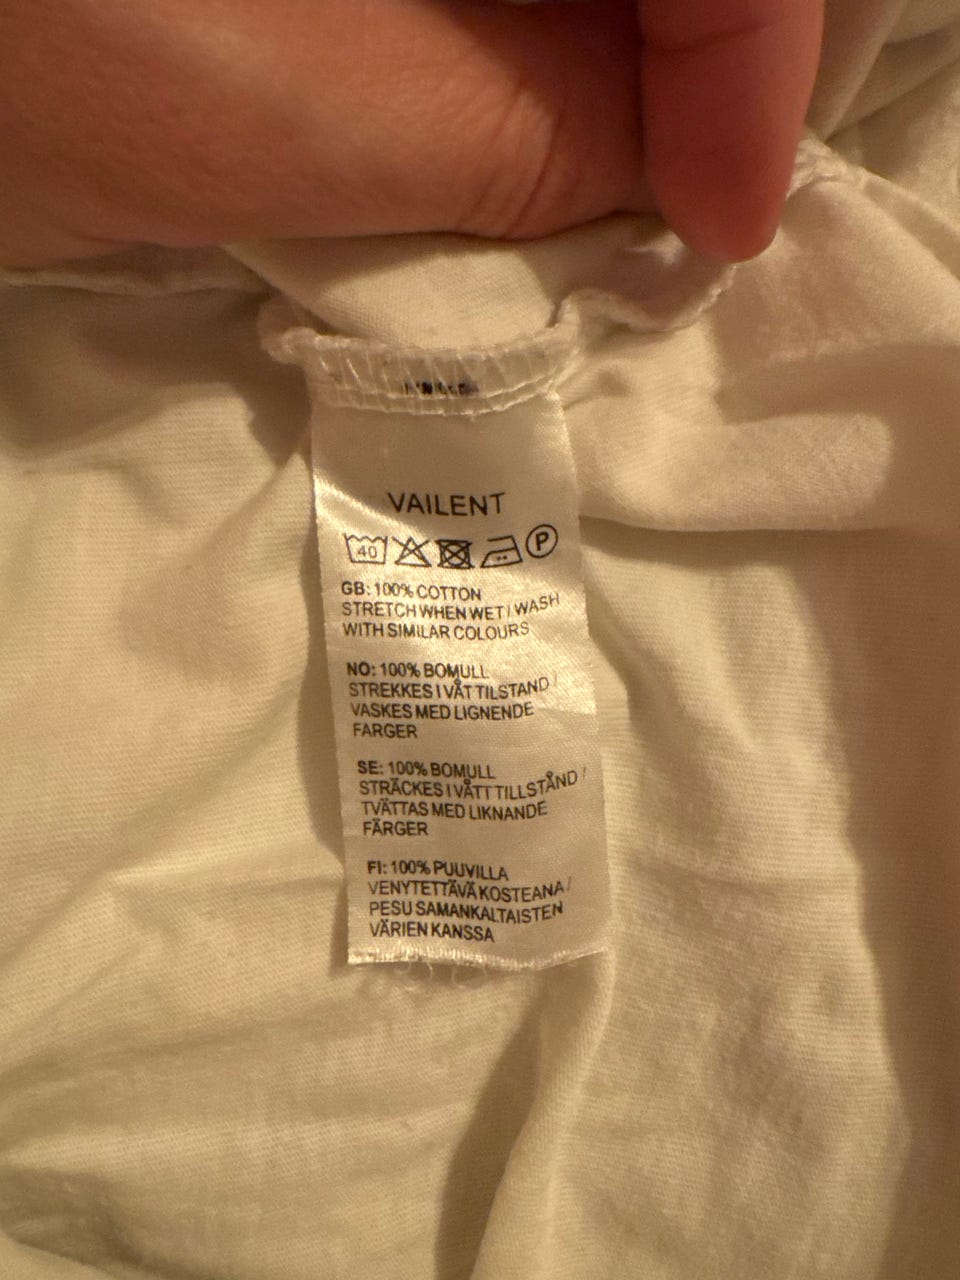 VAILENT
40 P
GB: 100% COTTON
STRETCH WHEN WET / WASH
WITH SIMILAR COLOURS
NO: 100% BOMULL
STREKKES I VÅT TILSTAND /
VASKES MED LIGNENDE
FARGER
SE: 100% BOMULL
STRÄCKES I VÅTT TILLSTÅND /
TVÄTTAS MED LIKNANDE
FÄRGER
FI: 100% PUUVILLA
VENYTETTÄVÄ KOSTEANA /
PESU SAMANKALTAISTEN
VÄRIEN KANSSA